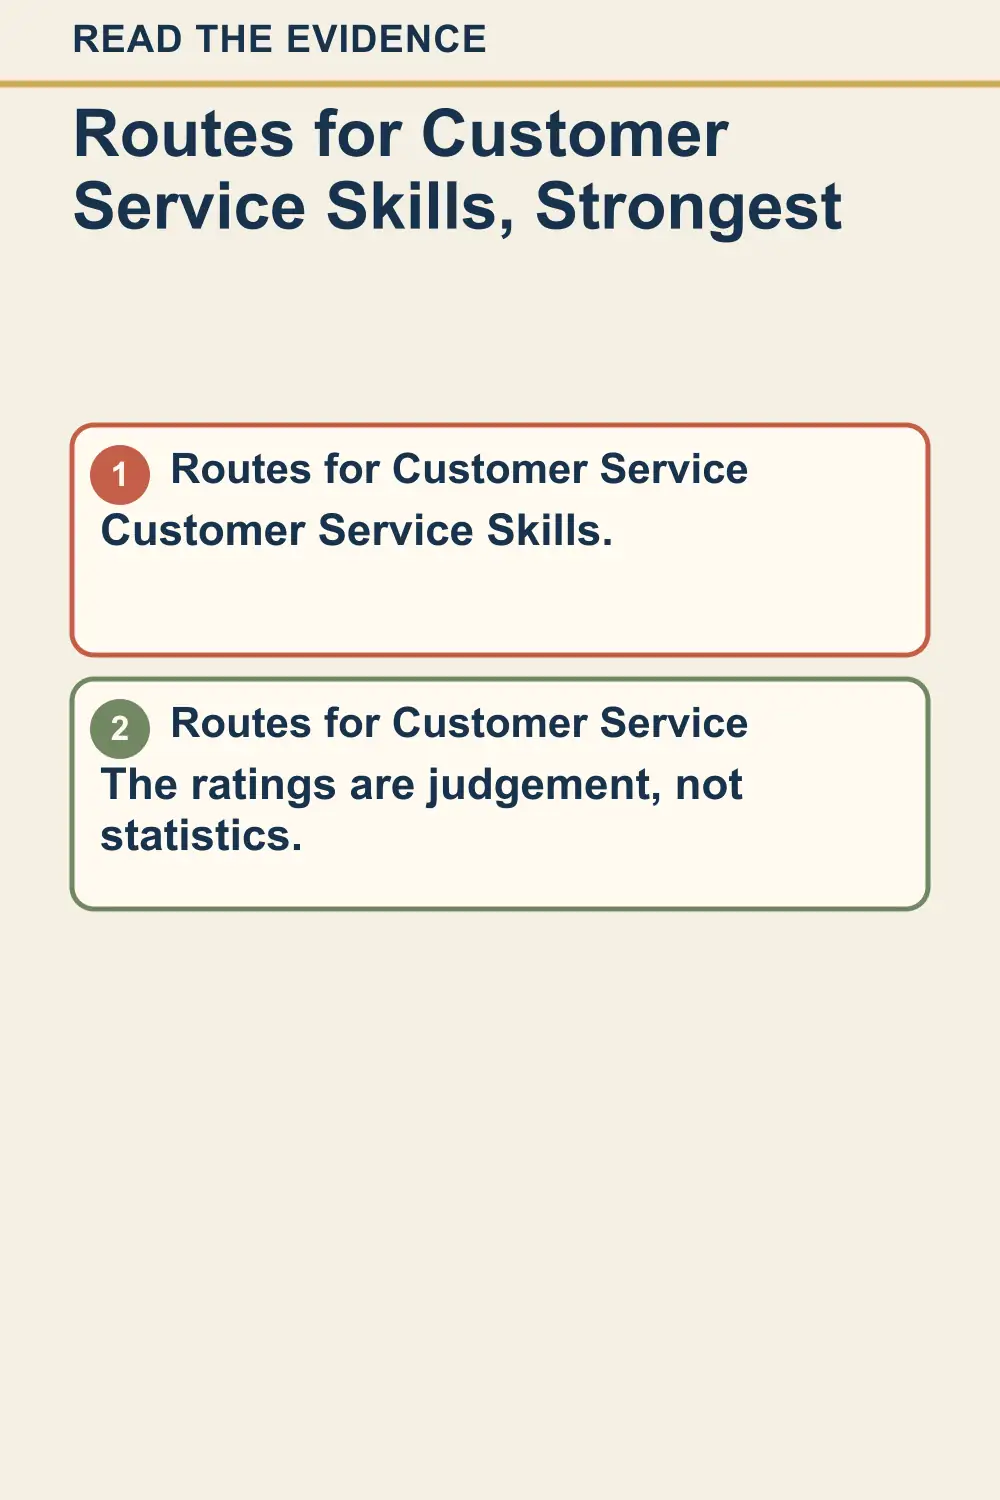 READ THE EVIDENCE
Routes for Customer
Service Skills, Strongest
1
Routes for Customer Service
Customer Service Skills.
2
Routes for Customer Service
The ratings are judgement, not
statistics.